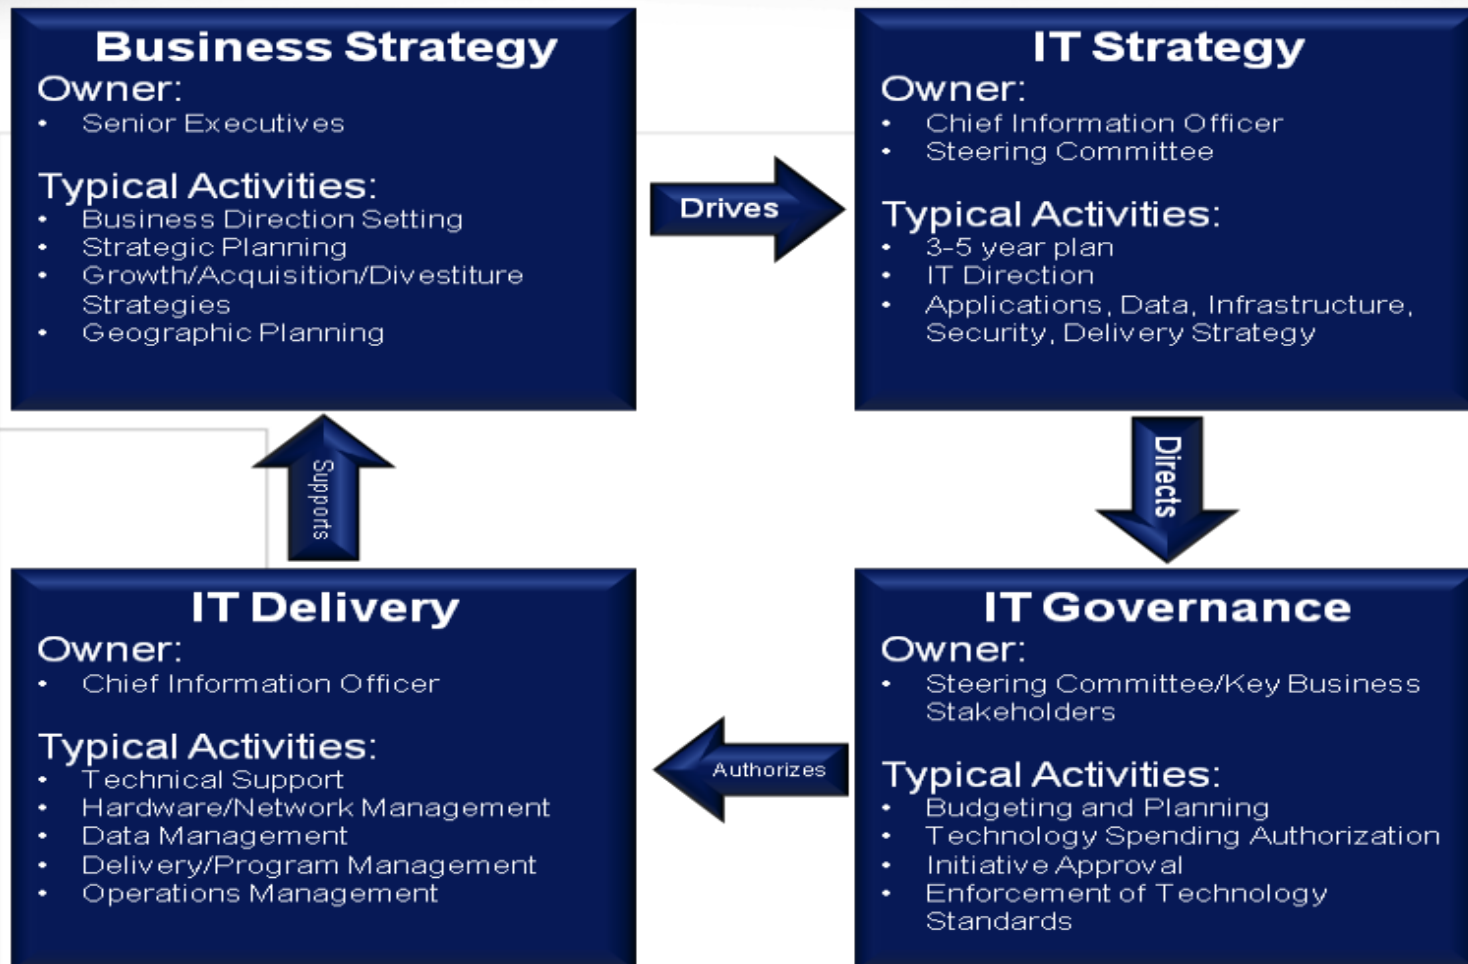 Business Strategy
Owner:
• Senior Executives
Typical Activities:
• Business Direction Setting
• Strategic Planning
• Growth/Acquisition/Divestiture
Strategies
• Geographic Planning
Drives
IT Strategy
Owner:
• Chief Information Officer
• Steering Committee
Typical Activities:
• 3-5 year plan
• IT Direction
• Applications, Data, Infrastructure,
Security, Delivery Strategy
Directs
IT Governance
Owner:
• Steering Committee/Key Business
Stakeholders
Typical Activities:
• Budgeting and Planning
• Technology Spending Authorization
• Initiative Approval
• Enforcement of Technology
Standards
Authorizes
IT Delivery
Owner:
• Chief Information Officer
Typical Activities:
• Technical Support
• Hardware/Network Management
• Data Management
• Delivery/Program Management
• Operations Management
Supports